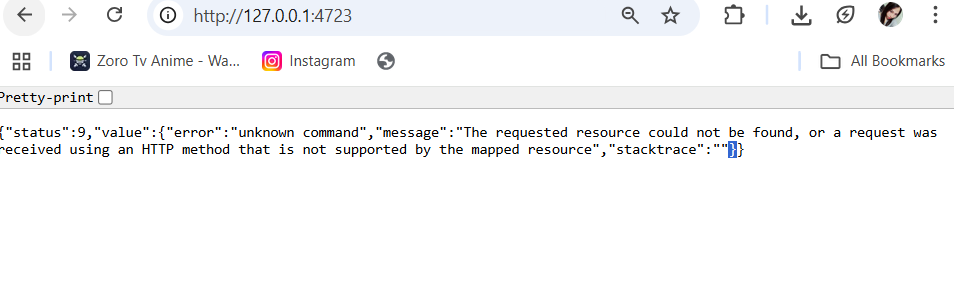 http://127.0.0.1:4723
Zoro Tv Anime - Wa... Instagram All Bookmarks
Pretty-print
{"status":9,"value":{"error":"unknown command","message":"The requested resource could not be found, or a request was
received using an HTTP method that is not supported by the mapped resource","stacktrace":""}}